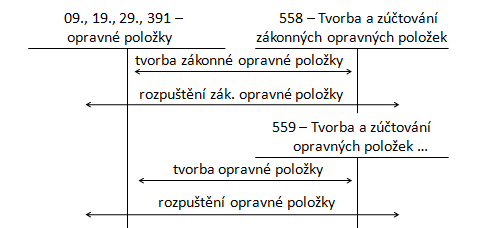 09., 19., 29., 391 –
opravné položky
558 – Tvorba a zúčtování
zákonných opravných položek
tvorba zákonné opravné položky
rozpuštění zák. opravné položky
559 – Tvorba a zúčtování
opravných položek ...
tvorba opravné položky
rozpuštění opravné položky